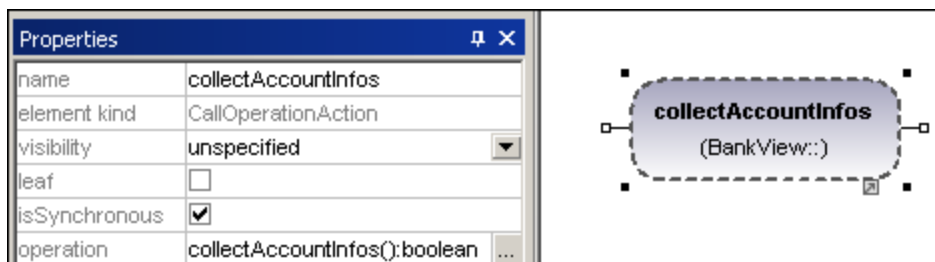 Properties
name collectAccountInfos
element kind CallOperationAction
visibility unspecified
leaf
isSynchronous
operation collectAccountInfos():boolean ...
collectAccountInfos
(BankView::)